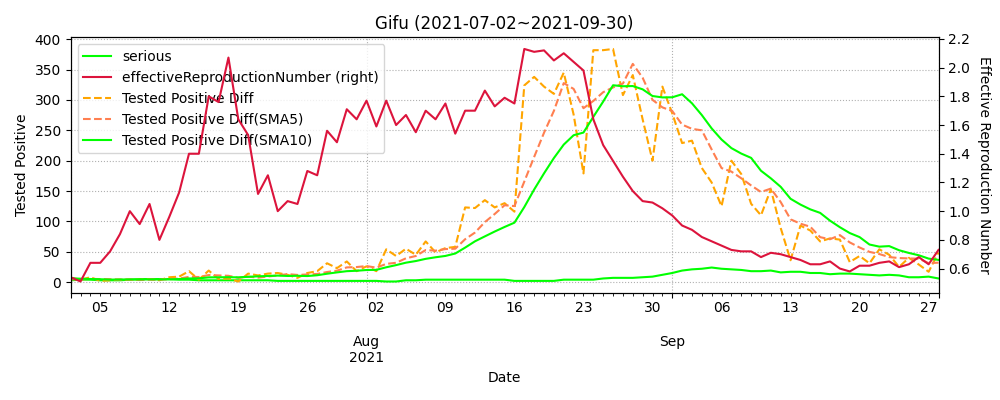 Gifu (2021-07-02~2021-09-30)
serious
effectiveReproductionNumber (right)
Tested Positive Diff
Tested Positive Diff(SMA5)
Tested Positive Diff(SMA10)
Tested Positive
400
350
300
250
200
150
100
50
0
Effective Reproduction Number
2.2
2.0
1.8
1.6
1.4
1.2
1.0
0.8
0.6
05 12 19 26 02 09 16 23 30 06 13 20 27
Aug Sep
2021
Date